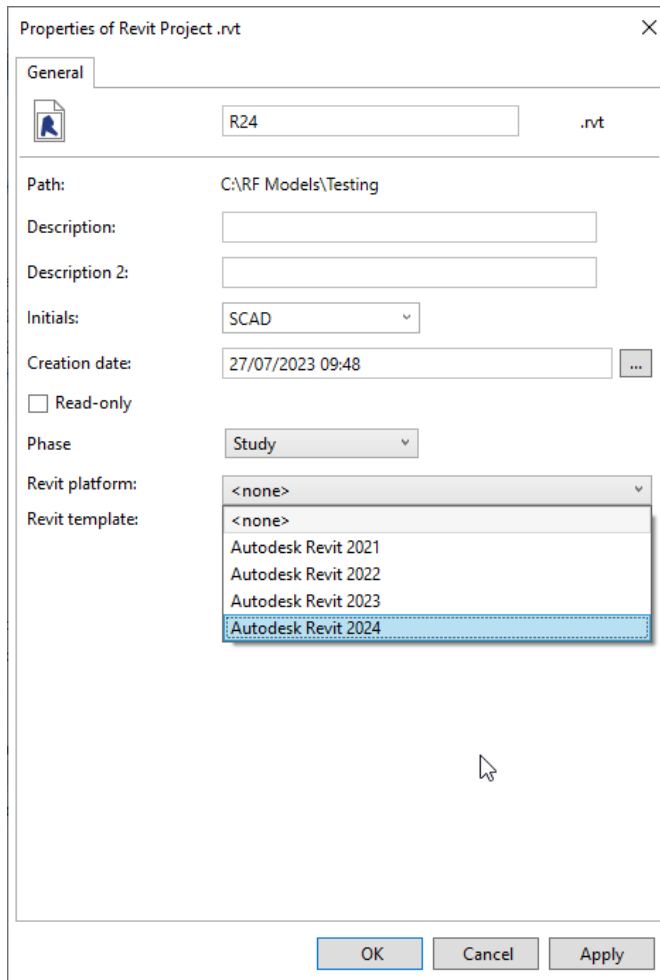 Properties of Revit Project .rvt
General
R24 .rvt
Path: C:\RF Models\Testing
Description:
Description 2:
Initials: SCAD
Creation date: 27/07/2023 09:48 ...
Read-only
Phase Study
Revit platform: <none>
Revit template: <none>
Autodesk Revit 2021
Autodesk Revit 2022
Autodesk Revit 2023
Autodesk Revit 2024
OK Cancel Apply